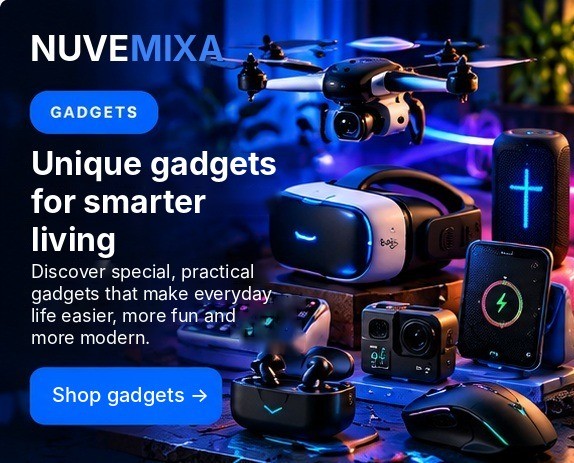 NUVEMIXA
GADGETS
Unique gadgets
for smarter
living
Discover special, practical
gadgets that make everyday
life easier, more fun and
more modern.
Shop gadgets →